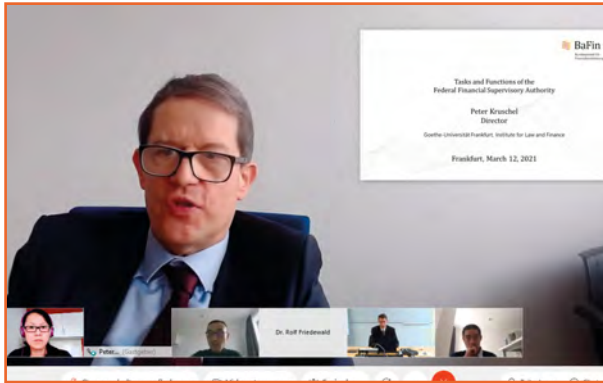 BaFin
Tasks and Functions of the
Federal Financial Supervisory Authority
Peter Kruschel
Director
Goethe-Universität Frankfurt, Institute for Law and Finance
Frankfurt, March 12, 2021
Peter...
Dr. Rolf Friedewald